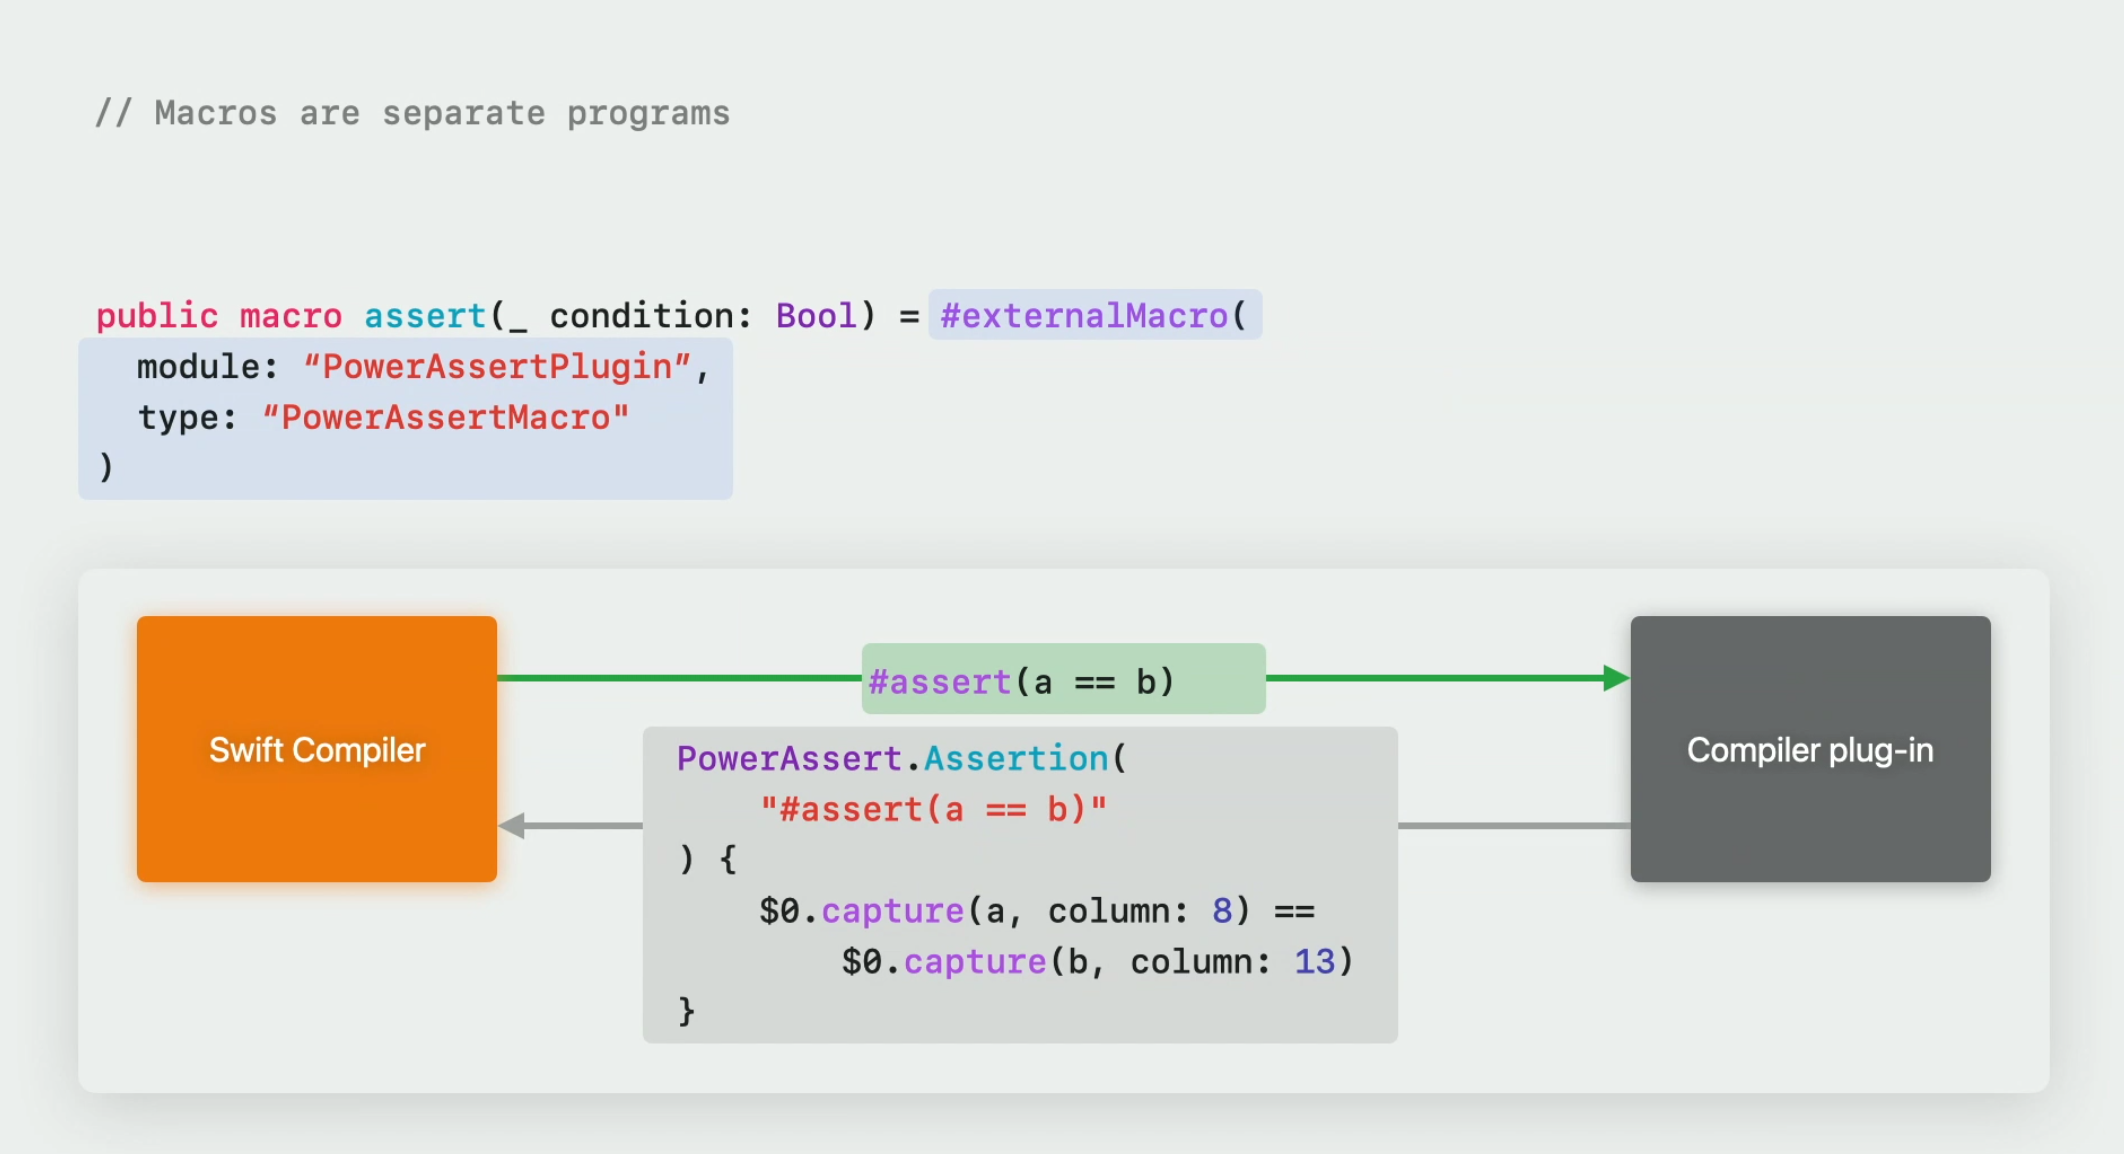 // Macros are separate programs
public macro assert(_ condition: Bool) = #externalMacro(
  module: “PowerAssertPlugin”,
  type: “PowerAssertMacro"
)
Swift Compiler
#assert(a == b)
PowerAssert.Assertion(
    "#assert(a == b)"
) {
    $0.capture(a, column: 8) ==
        $0.capture(b, column: 13)
}
Compiler plug-in